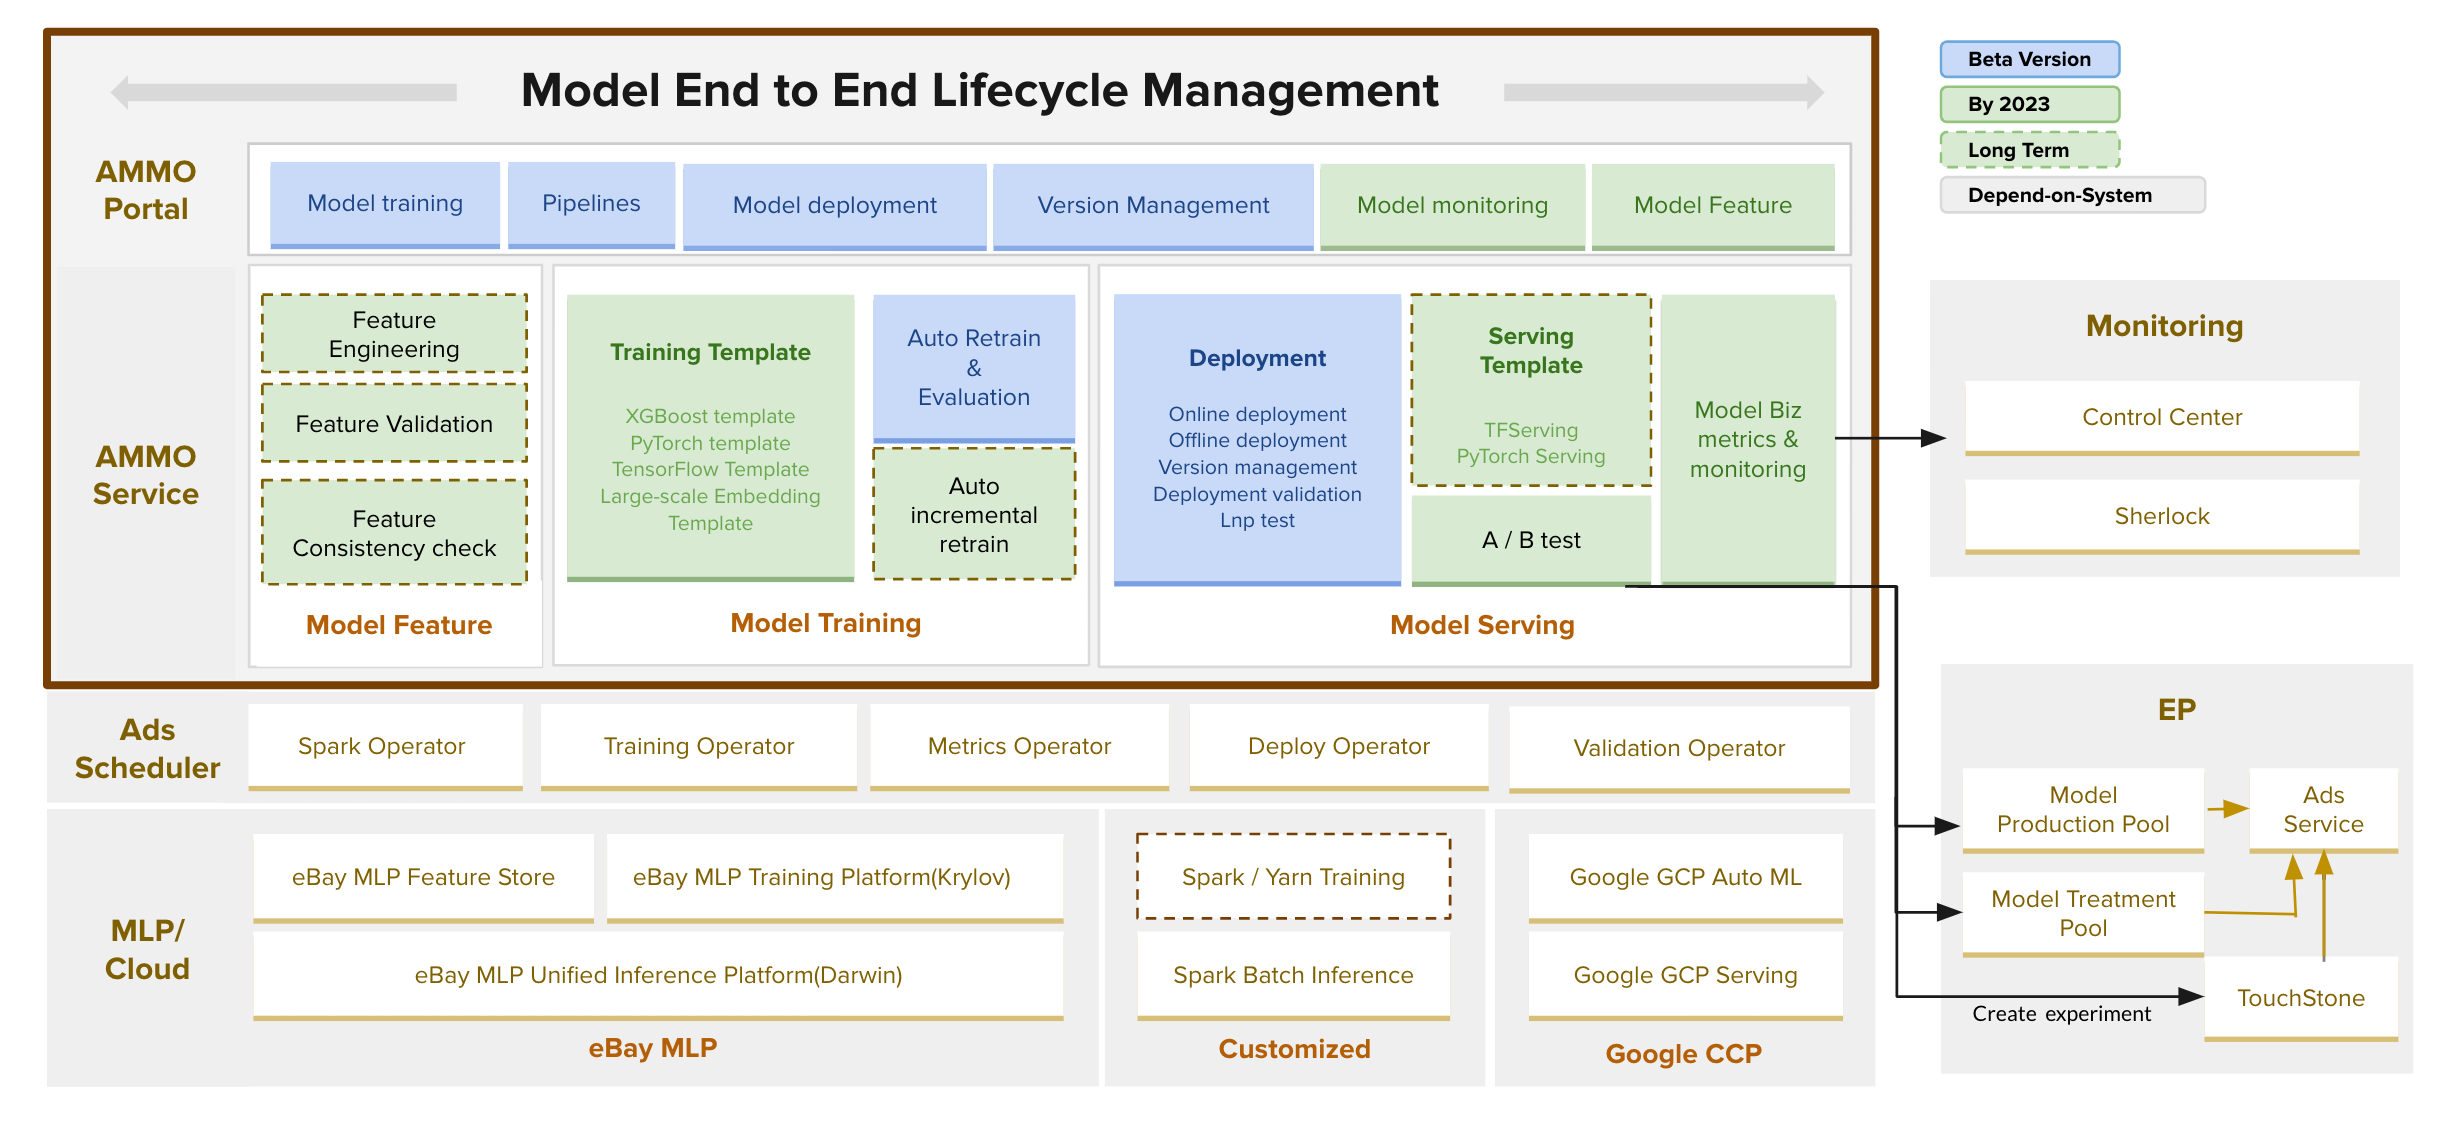 Model End to End Lifecycle Management
Beta Version
By 2023
Long Term
Depend-on-System
AMMO
Portal
Model training
Pipelines
Model deployment
Version Management
Model monitoring
Model Feature
AMMO
Service
Feature
Engineering
Feature Validation
Feature
Consistency check
Model Feature
Training Template
XGBoost template
PyTorch template
TensorFlow Template
Large-scale Embedding
Template
Auto Retrain
&
Evaluation
Auto
incremental
retrain
Model Training
Deployment
Online deployment
Offline deployment
Version management
Deployment validation
Lnp test
Serving
Template
TFServing
PyTorch Serving
A / B test
Model Biz
metrics &
monitoring
Model Serving
Monitoring
Control Center
Sherlock
Ads
Scheduler
Spark Operator
Training Operator
Metrics Operator
Deploy Operator
Validation Operator
MLP/
Cloud
eBay MLP Feature Store
eBay MLP Training Platform(Krylov)
eBay MLP Unified Inference Platform(Darwin)
eBay MLP
Spark / Yarn Training
Spark Batch Inference
Customized
Google GCP Auto ML
Google GCP Serving
Google CCP
EP
Model
Production Pool
Ads
Service
Model Treatment
Pool
TouchStone
Create experiment